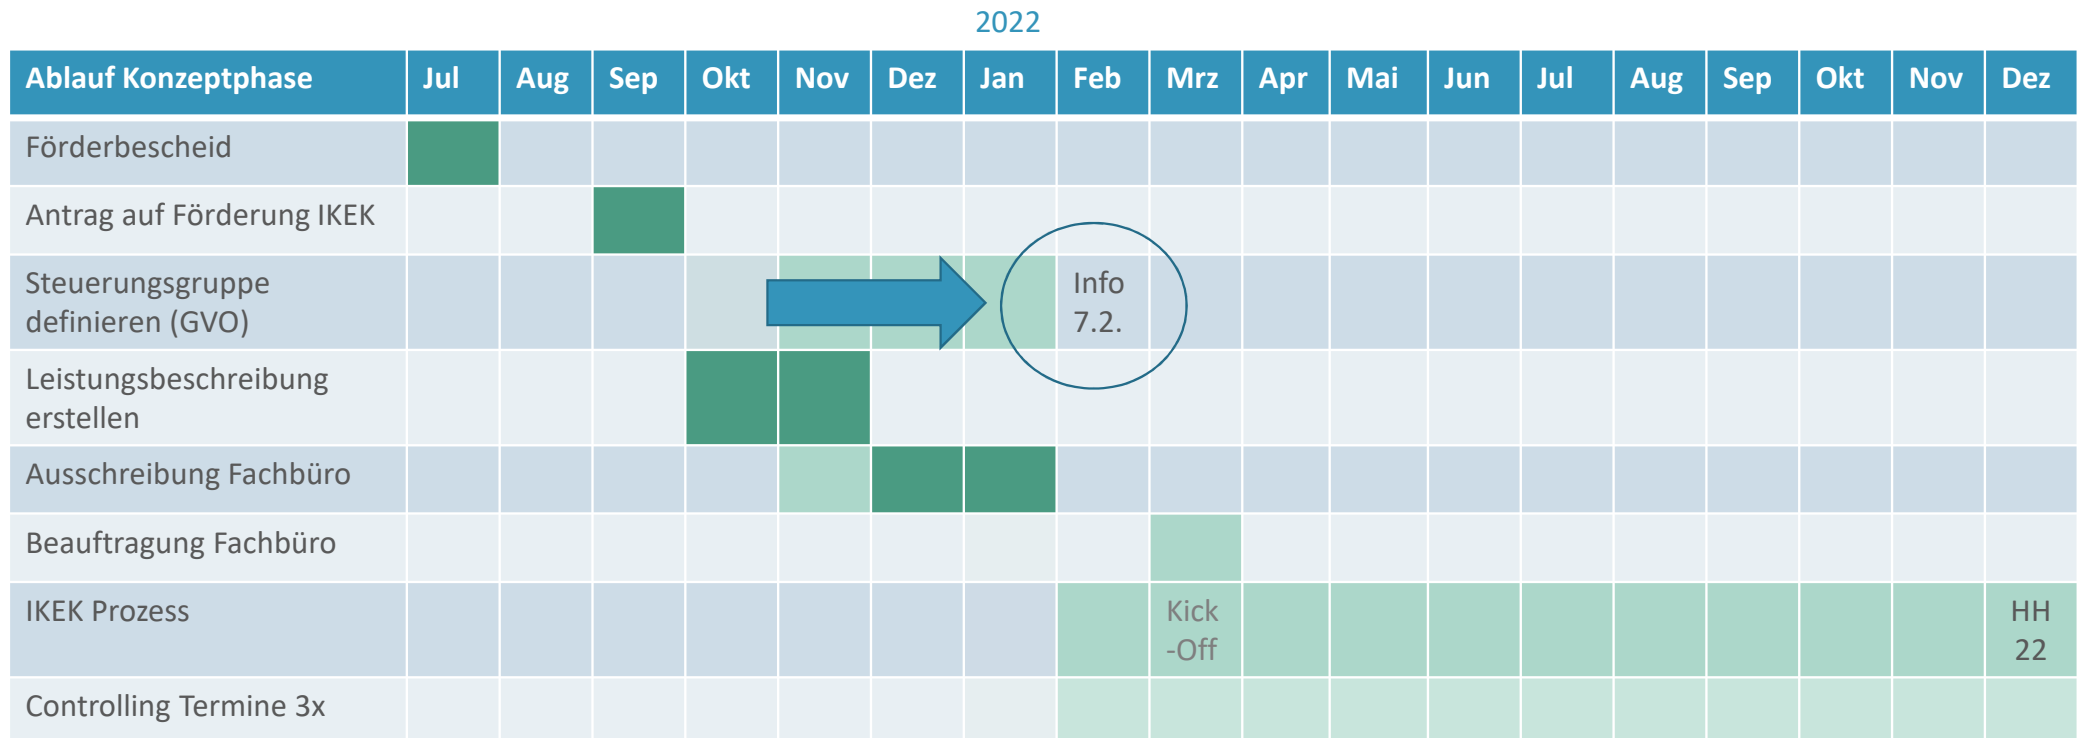 2022
Ablauf Konzeptphase Jul Aug Sep Okt Nov Dez Jan Feb Mrz Apr Mai Jun Jul Aug Sep Okt Nov Dez
Förderbescheid
Antrag auf Förderung IKEK
Steuerungsgruppe
definieren (GVO)
Info
7.2.
Leistungsbeschreibung
erstellen
Ausschreibung Fachbüro
Beauftragung Fachbüro
IKEK Prozess
Kick
-Off
HH
22
Controlling Termine 3x